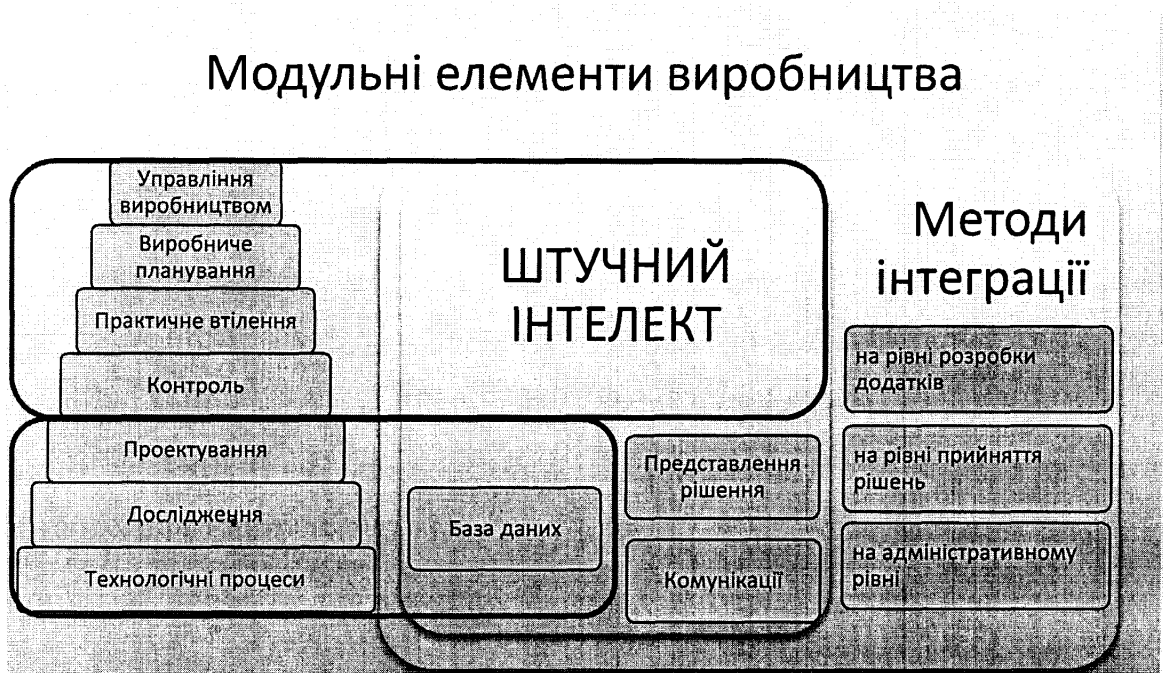 Модульні елементи виробництва
Управління
виробництвом
Виробниче
планування
Практичне втілення
Контроль
Проектування
Дослідження
Технологічні процеси
ШТУЧНИЙ
ІНТЕЛЕКТ
База даних
Представлення
рішення
Комунікації
Методи
інтеграції
на рівні розробки
додатків
на рівні прийняття
рішень
на адміністративному
рівні